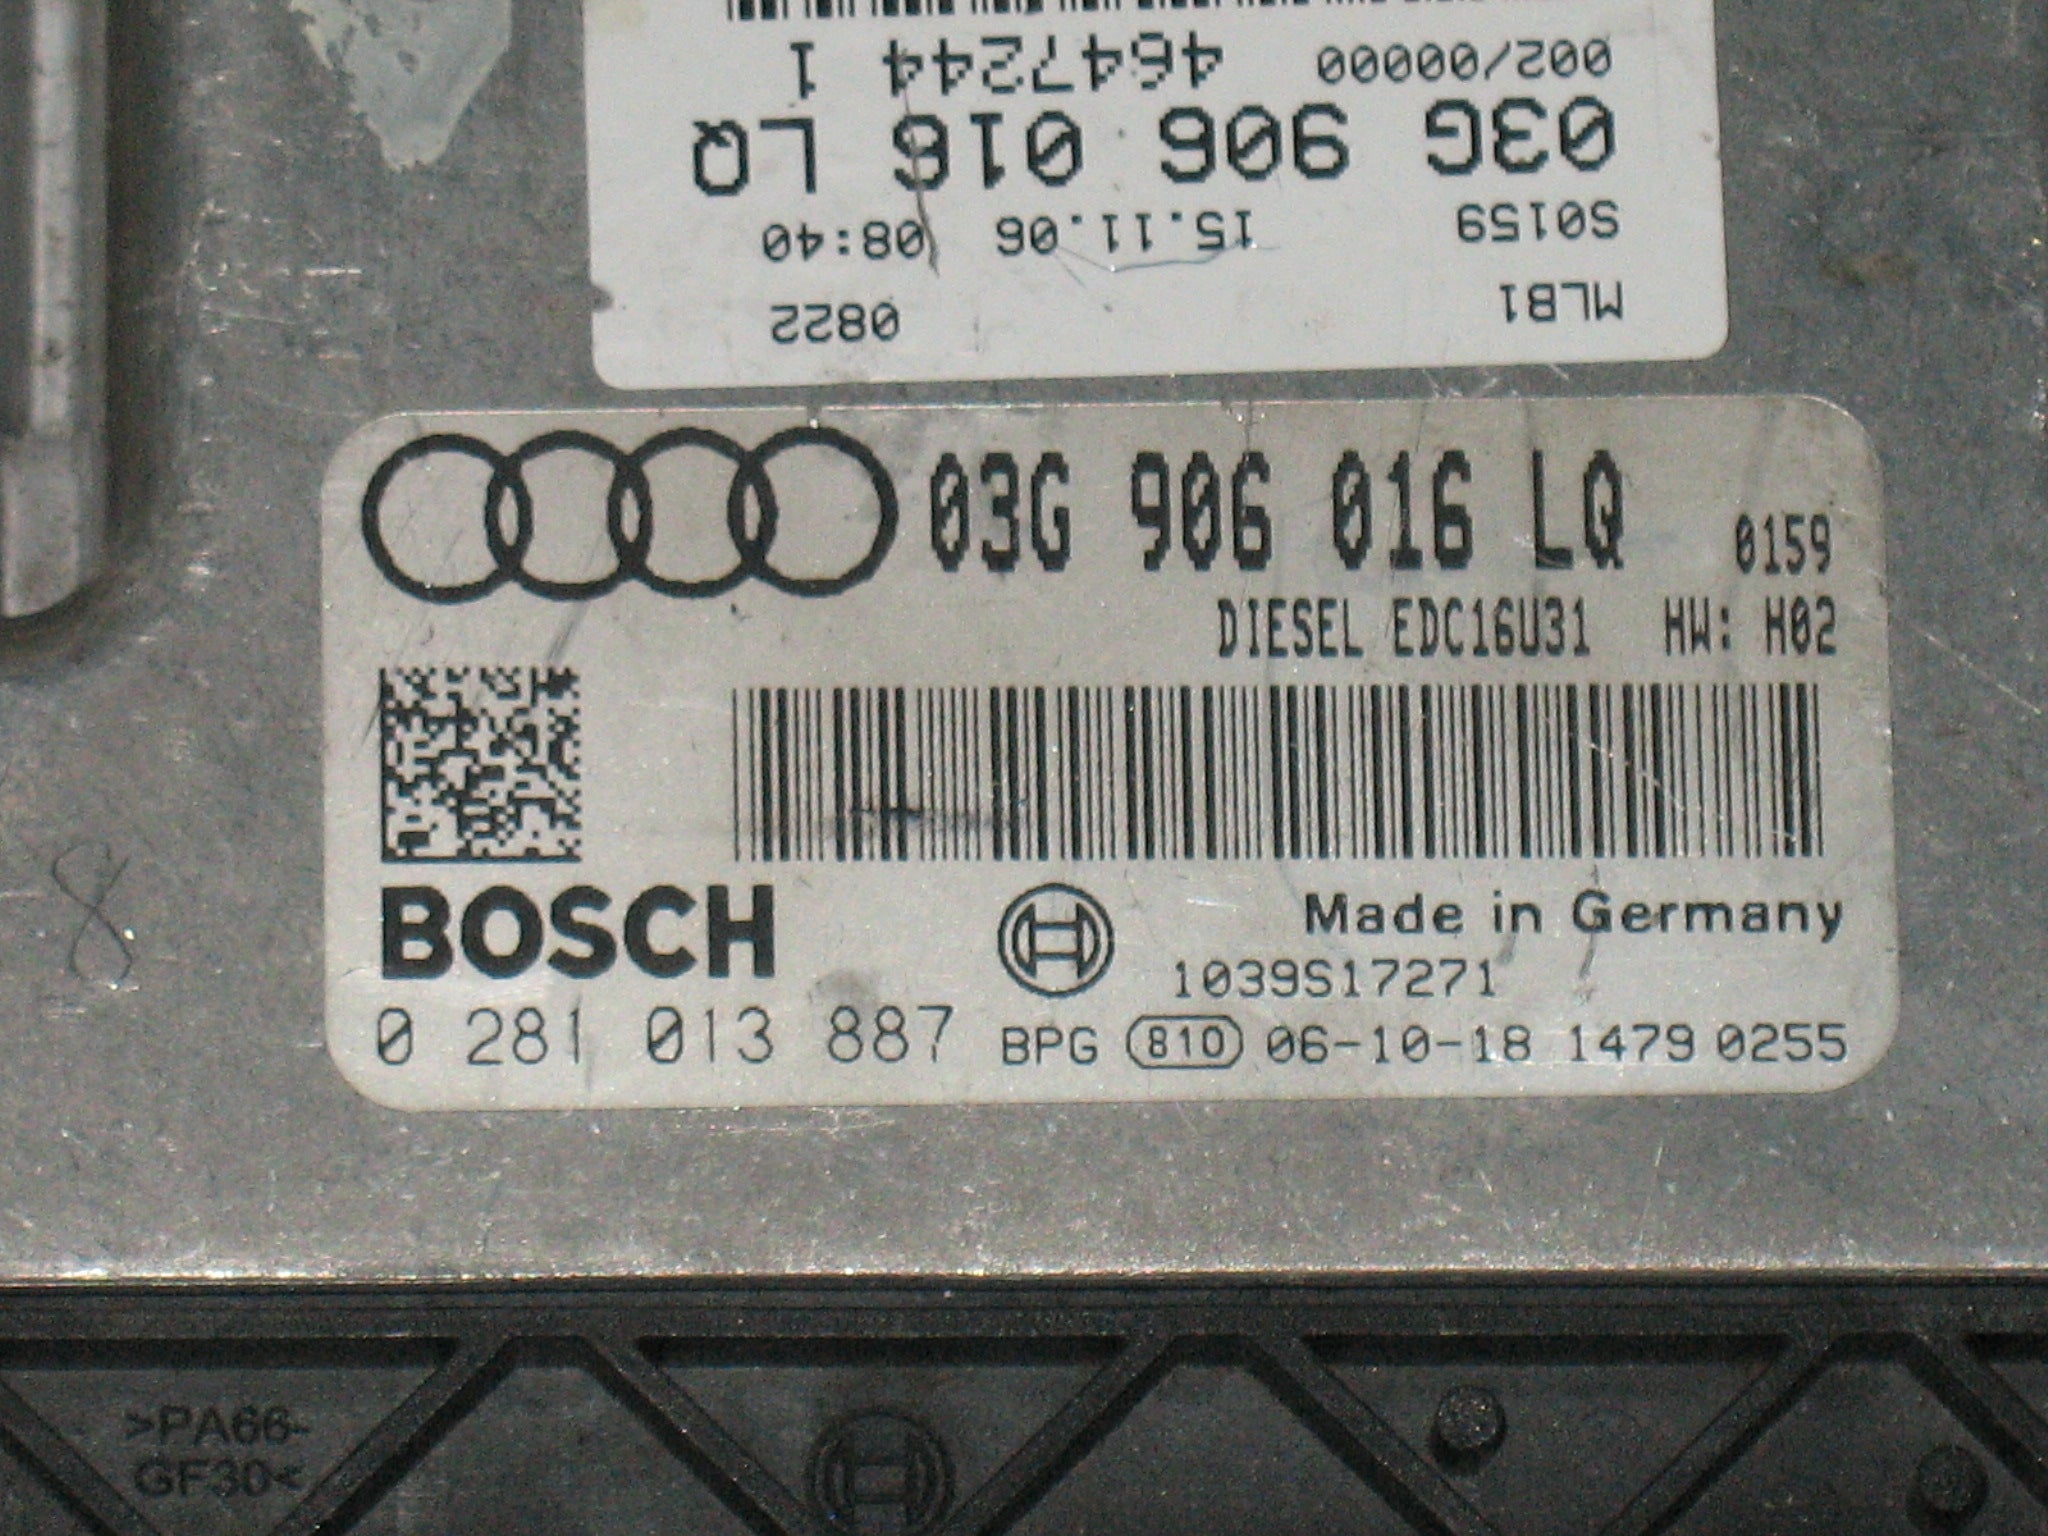 MLB1 0822
S0159 15.11.06 08:40
03G 906 016 LQ
002/00000 4647244 1
03G 906 016 LQ 0159
DIESEL EDC16U31 HW: H02
BOSCH Made in Germany
1039S17271
0 281 013 887 BPG 810 06-10-18 1479 0255
>PA66-
GF30<